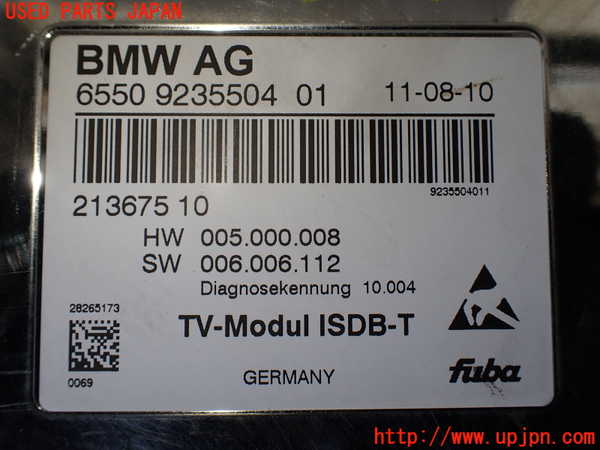 USED PARTS JAPAN
BMW AG
6550 9235504 01 11-08-10
9235504011
213675 10
HW 005.000.008
SW 006.006.112
Diagnosekennung 10.004
28265173
TV-Modul ISDB-T
0069
GERMANY
fuba
http://www.upjpn.com/